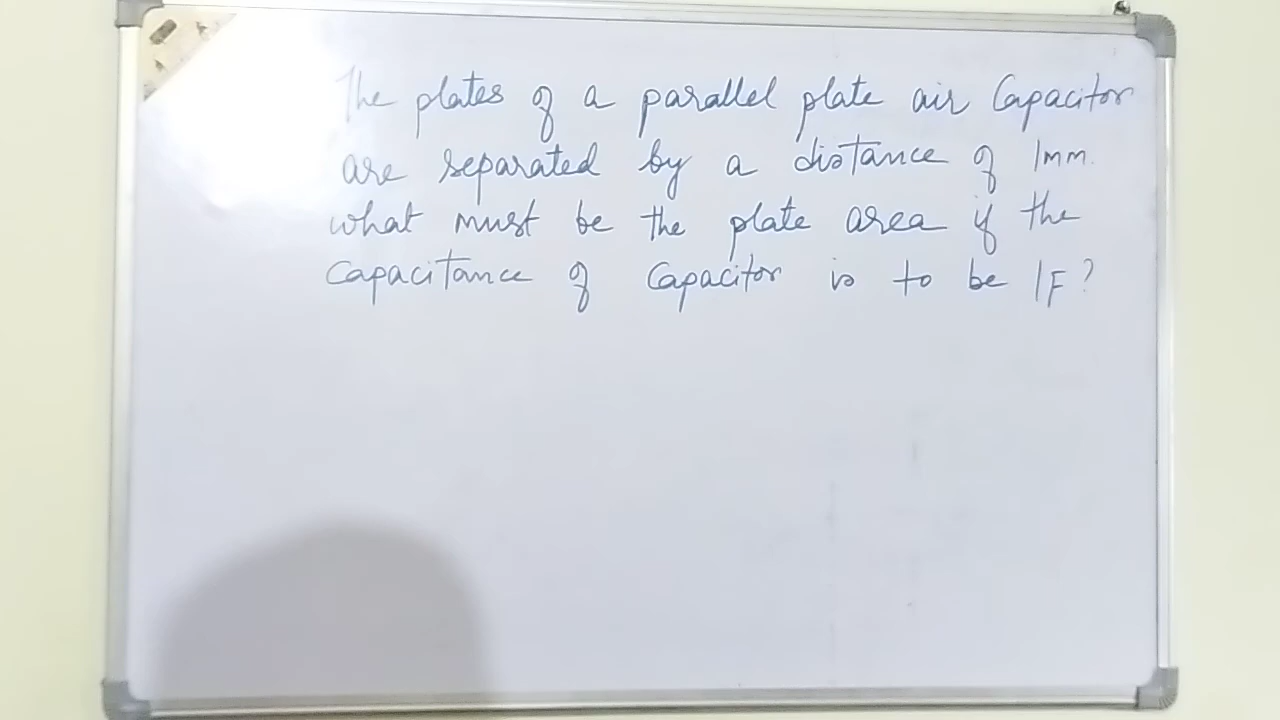 The plates of a parallel plate air Capacitor
are separated by a distance of 1mm.
what must be the plate area if the
Capacitance of Capacitor is to be 1F?